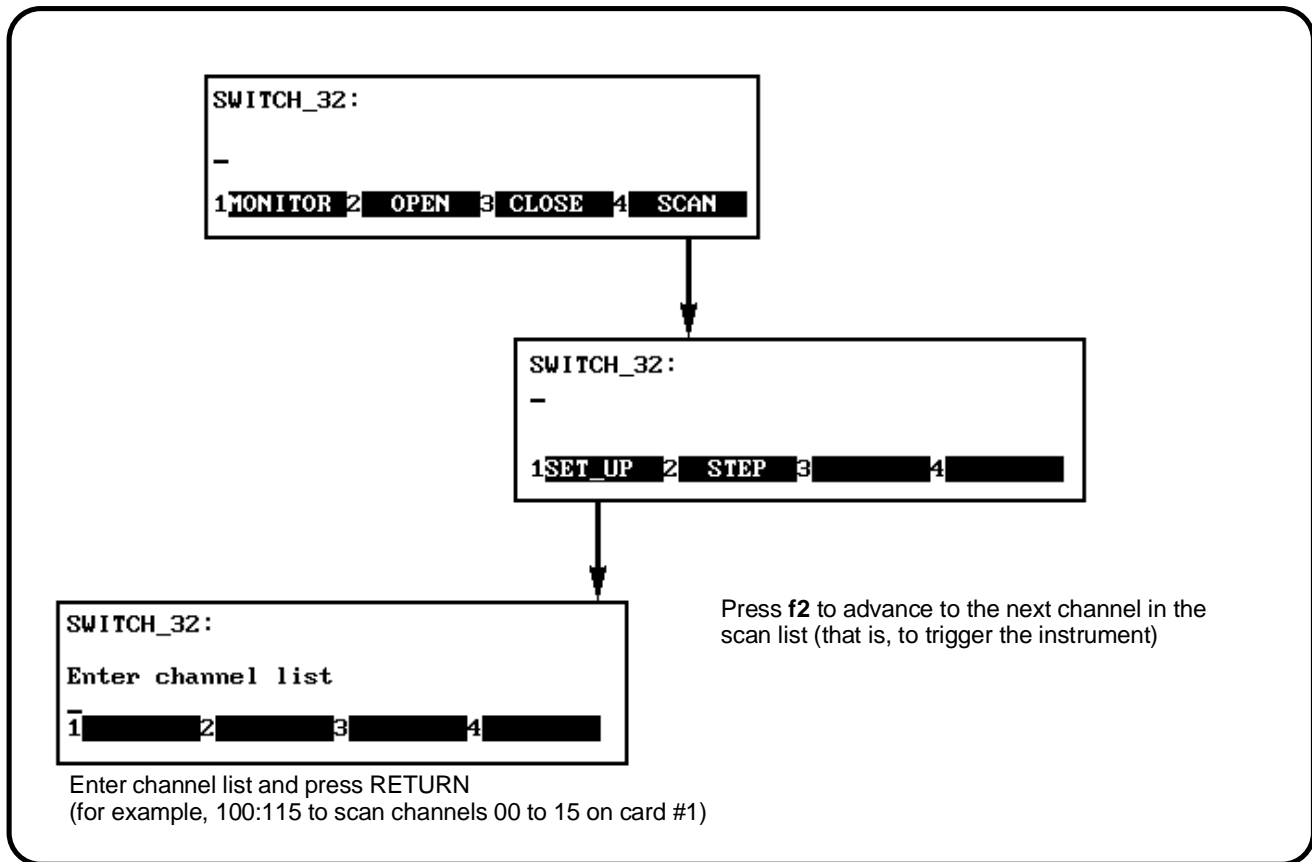 SWITCH_32:
_
1MONITOR 2 OPEN 3 CLOSE 4 SCAN
SWITCH_32:
_
1SET_UP 2 STEP 3 4
SWITCH_32:
Enter channel list
_
1 2 3 4
Press f2 to advance to the next channel in the
scan list (that is, to trigger the instrument)
Enter channel list and press RETURN
(for example, 100:115 to scan channels 00 to 15 on card #1)